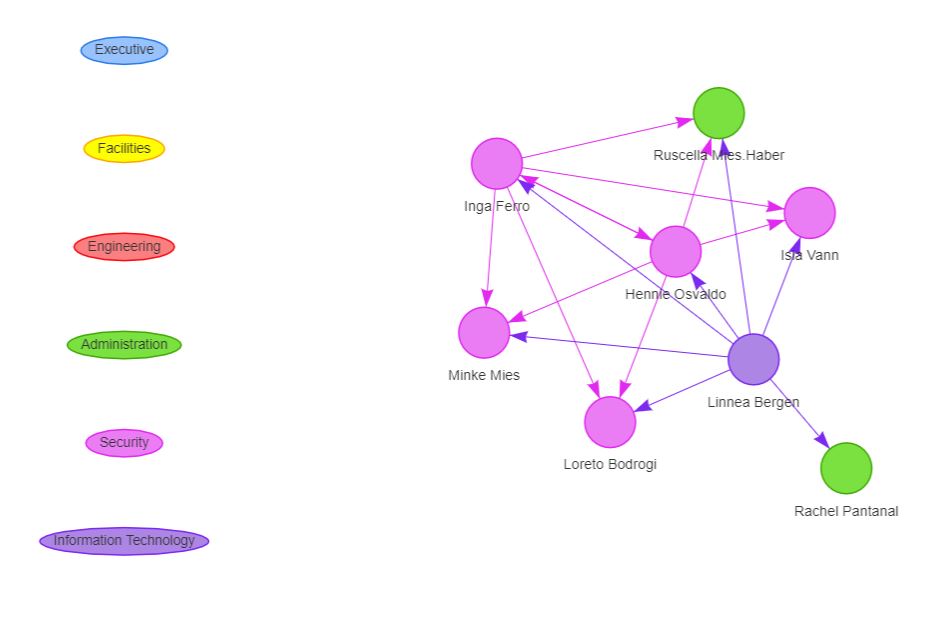 Executive
Facilities
Engineering
Administration
Security
Information Technology
Ruscella Mies.Haber
Inga Ferro
Isla Vann
Hennie Osvaldo
Minke Mies
Linnea Bergen
Loreto Bodrogi
Rachel Pantanal